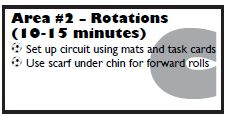 Area #2 – Rotations
(10-15 minutes)
Set up circuit using mats and task cards
Use scarf under chin for forward rolls
C